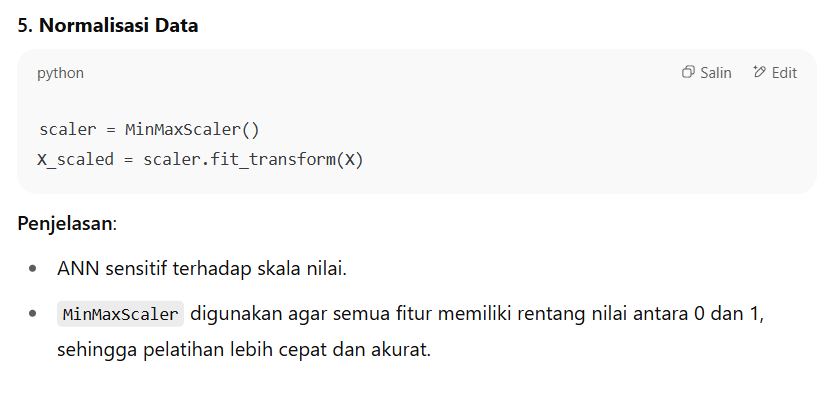 5. Normalisasi Data
python Salin Edit
scaler = MinMaxScaler()
X_scaled = scaler.fit_transform(X)
Penjelasan:
• ANN sensitif terhadap skala nilai.
• MinMaxScaler digunakan agar semua fitur memiliki rentang nilai antara 0 dan 1,
sehingga pelatihan lebih cepat dan akurat.